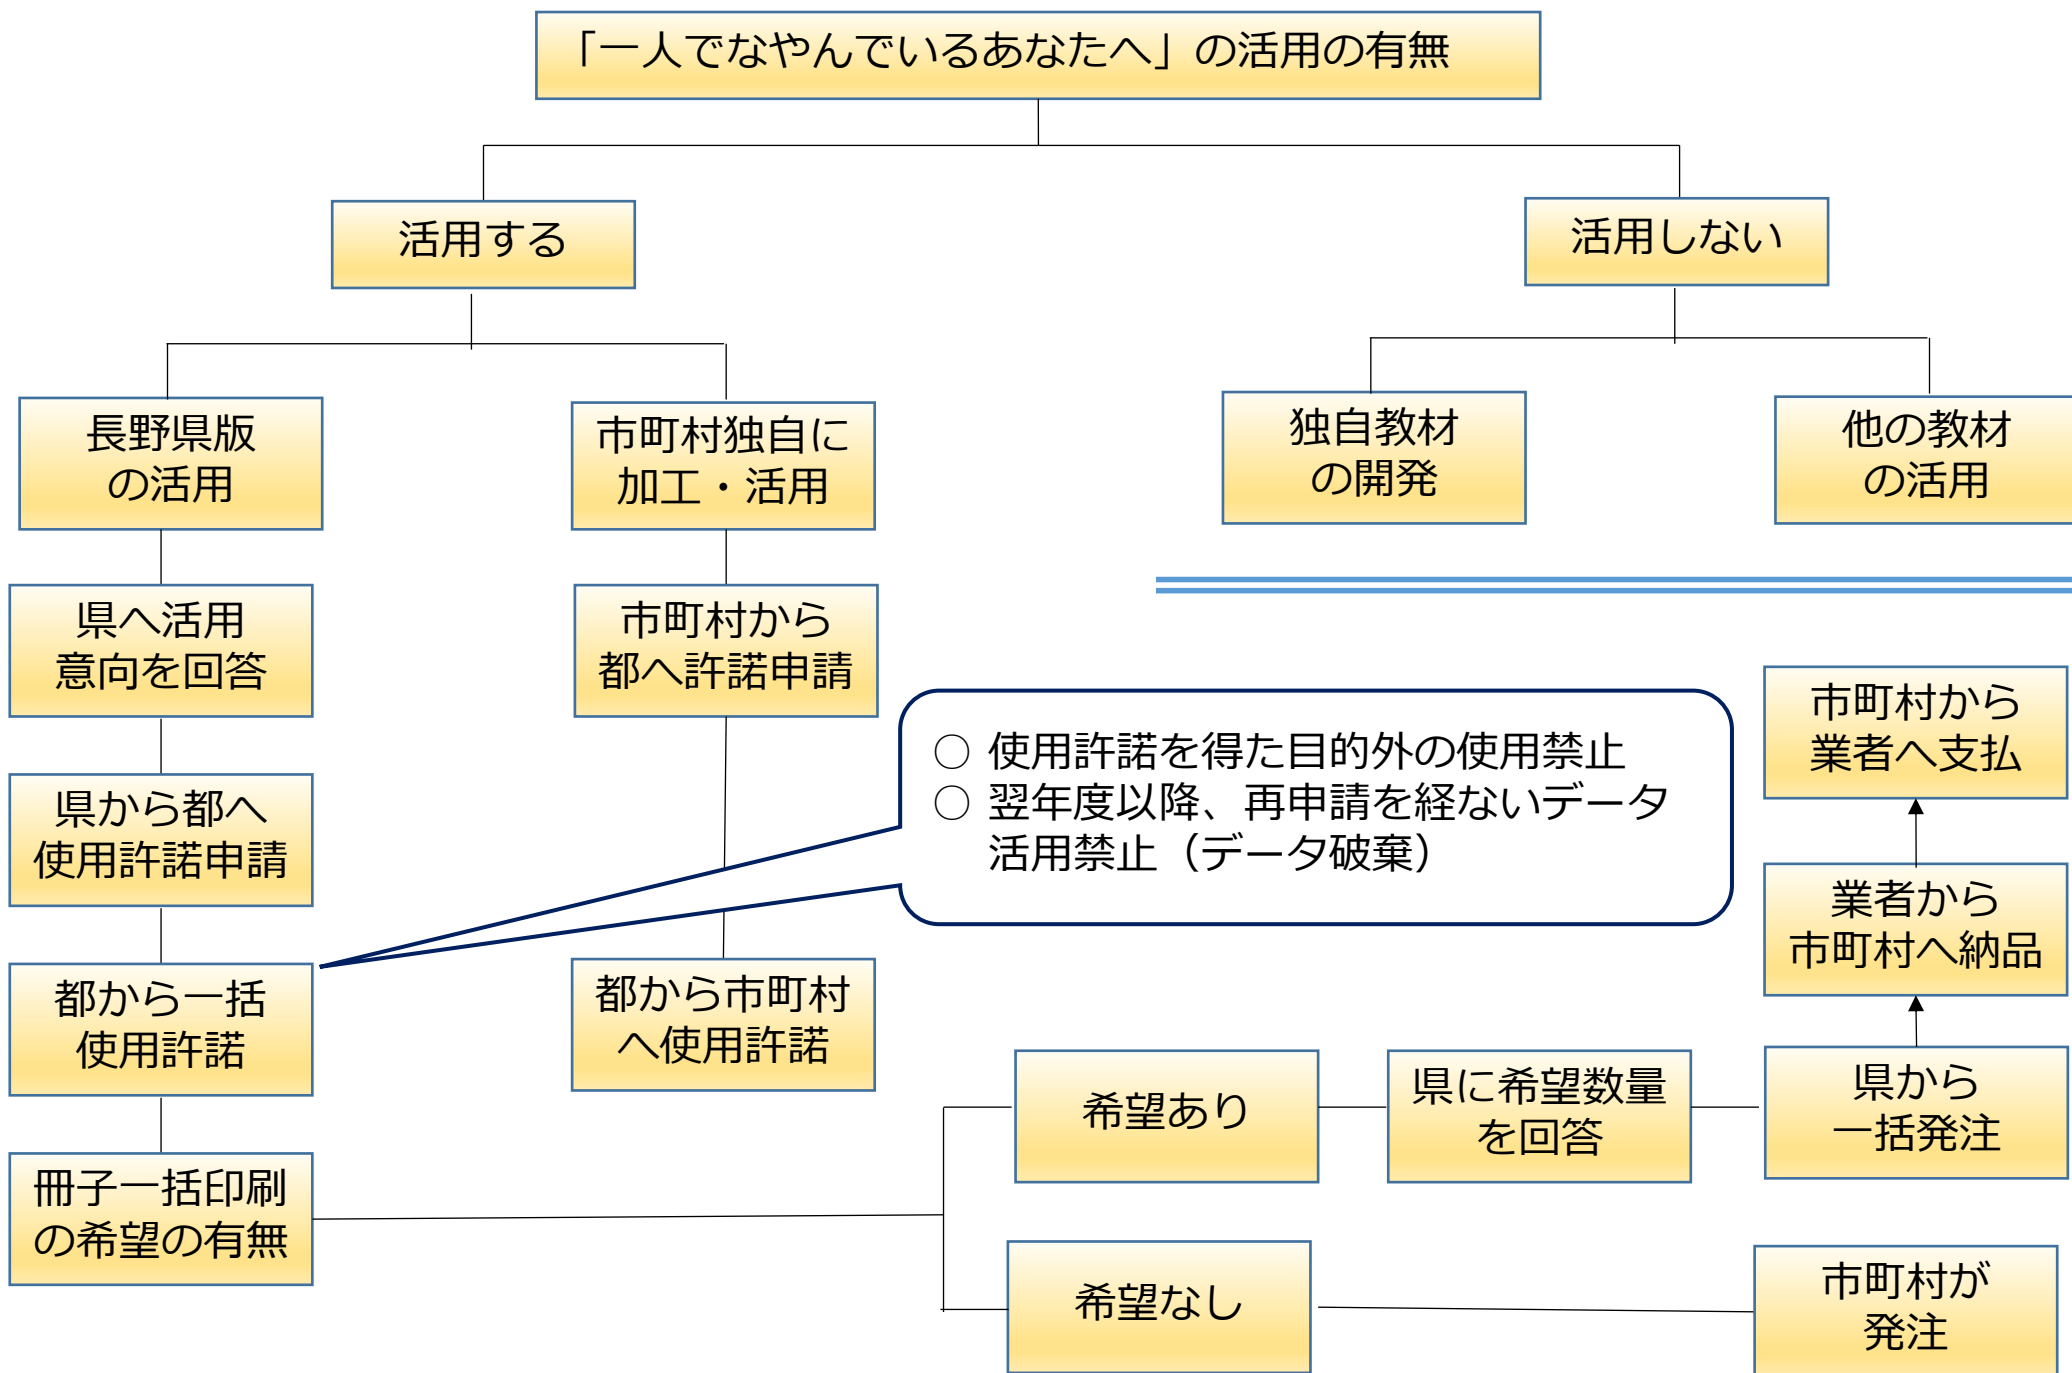 「一人でなやんでいるあなたへ」の活用の有無
活用する
活用しない
長野県版
の活用
市町村独自に
加工・活用
独自教材
の開発
他の教材
の活用
県へ活用
意向を回答
市町村から
都へ許諾申請
県から都へ
使用許諾申請
○ 使用許諾を得た目的外の使用禁止
○ 翌年度以降、再申請を経ないデータ
活用禁止（データ破棄）
都から一括
使用許諾
都から市町村
へ使用許諾
冊子一括印刷
の希望の有無
希望あり
県に希望数量
を回答
県から
一括発注
業者から
市町村へ納品
市町村から
業者へ支払
希望なし
市町村が
発注